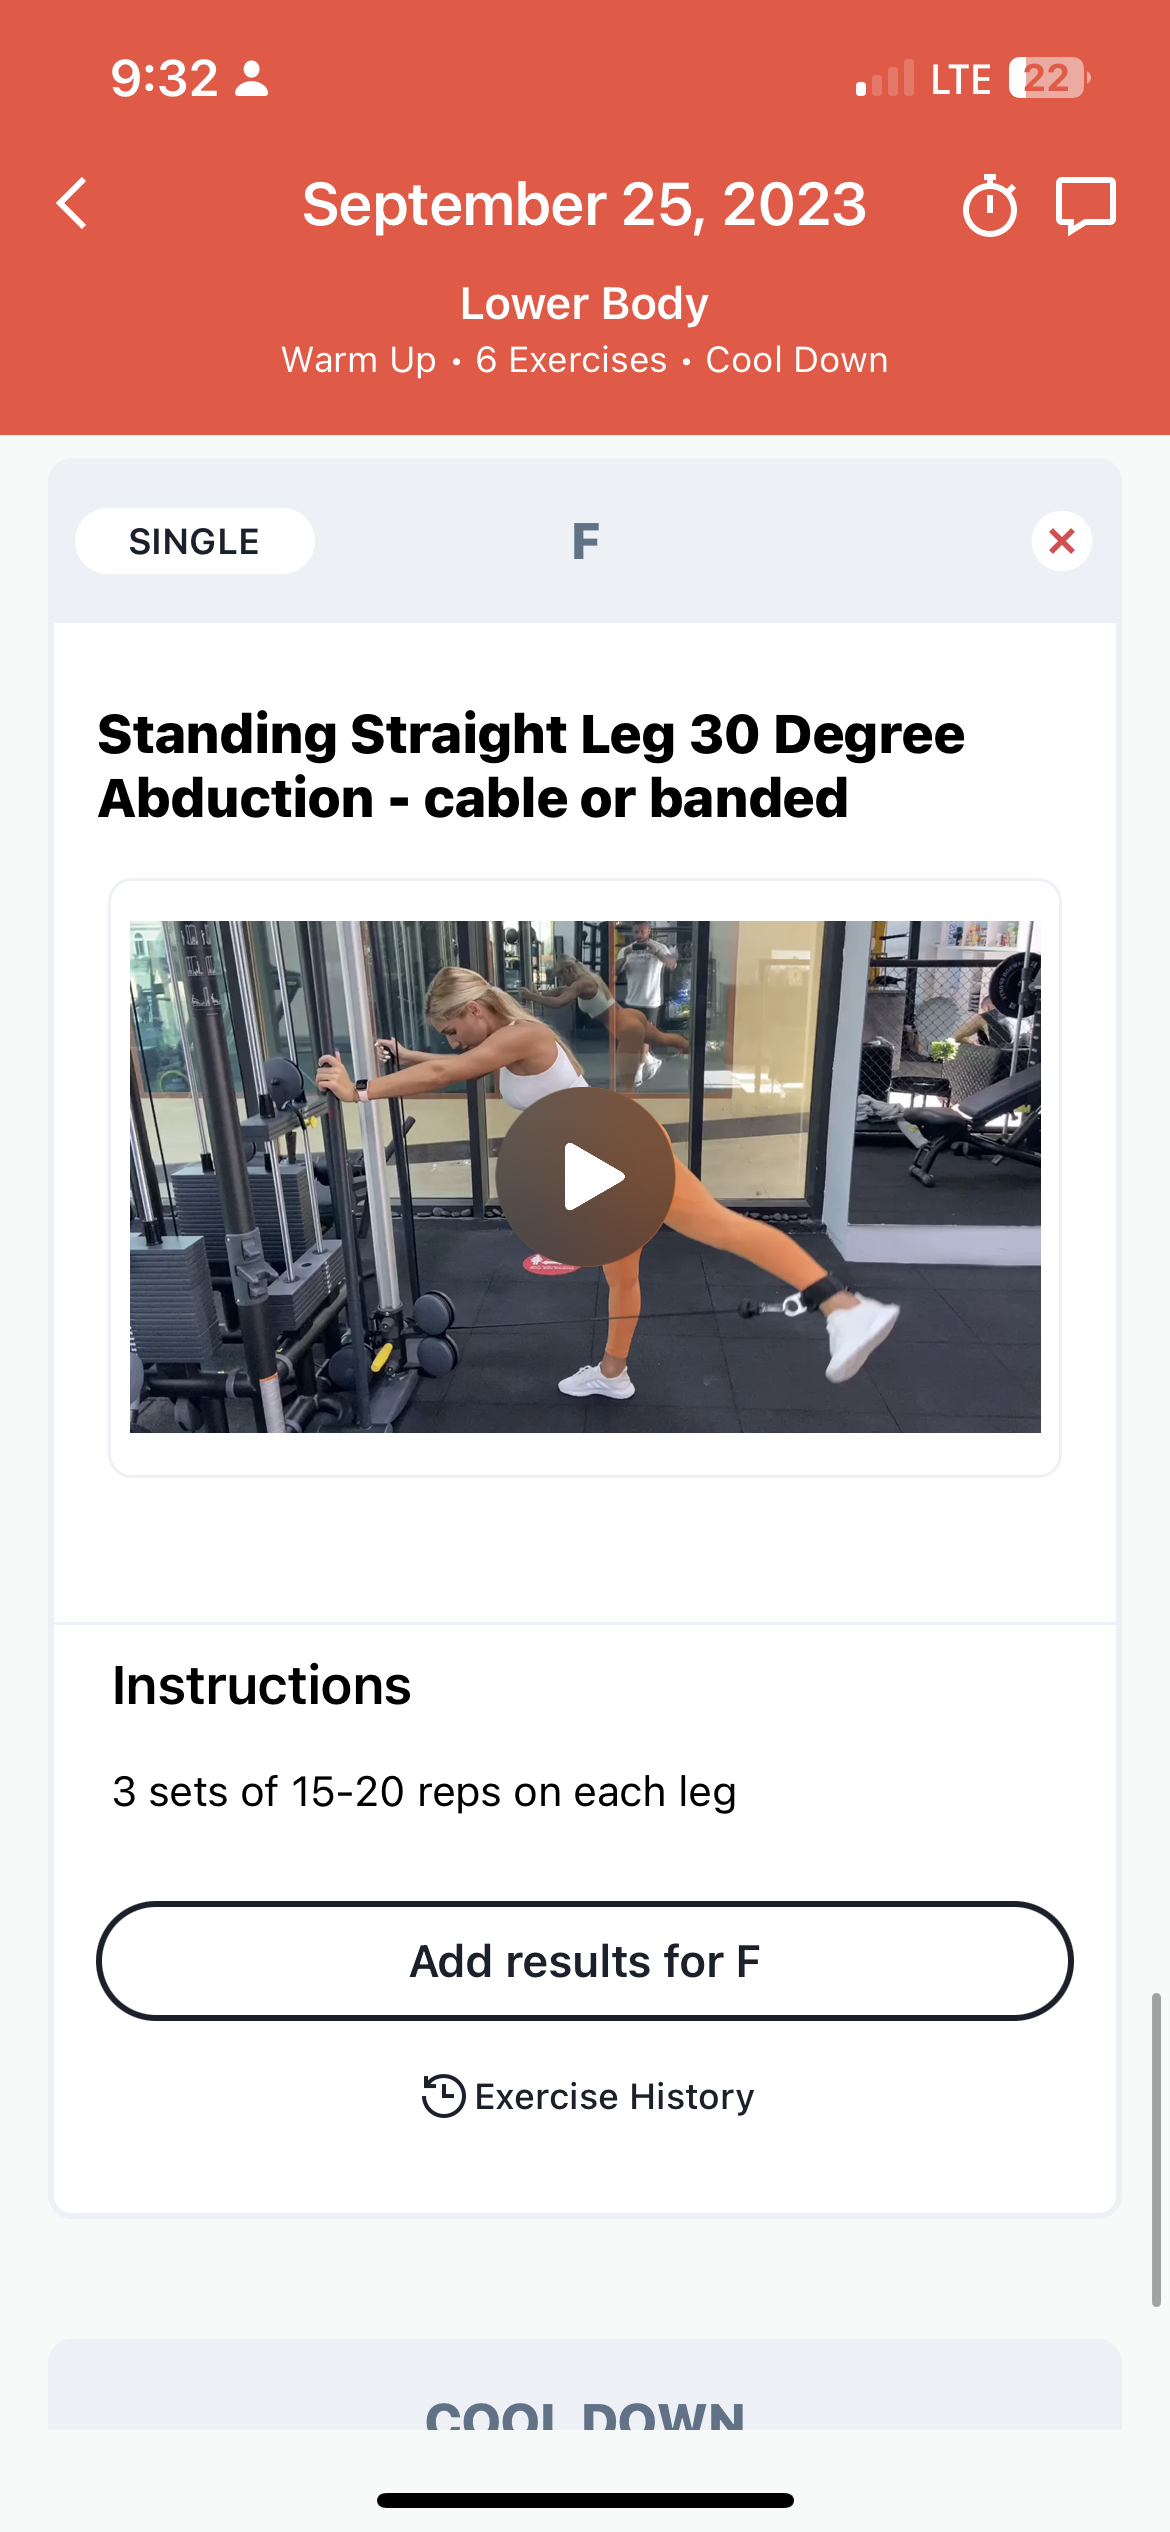 9:32
LTE 22
September 25, 2023
Lower Body
Warm Up • 6 Exercises • Cool Down
SINGLE
F
Standing Straight Leg 30 Degree
Abduction - cable or banded
Instructions
3 sets of 15-20 reps on each leg
Add results for F
Exercise History
COOL DOWN